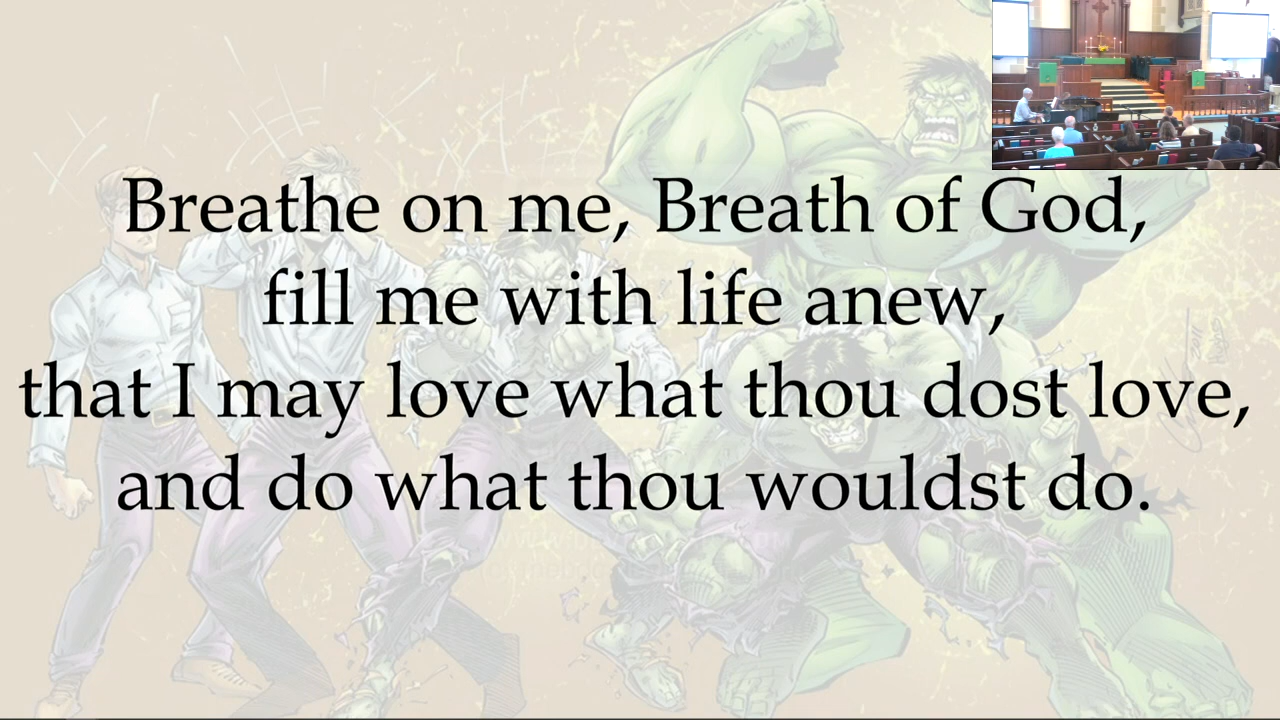 Breathe on me, Breath of God,
fill me with life anew,
that I may love what thou dost love,
and do what thou wouldst do.